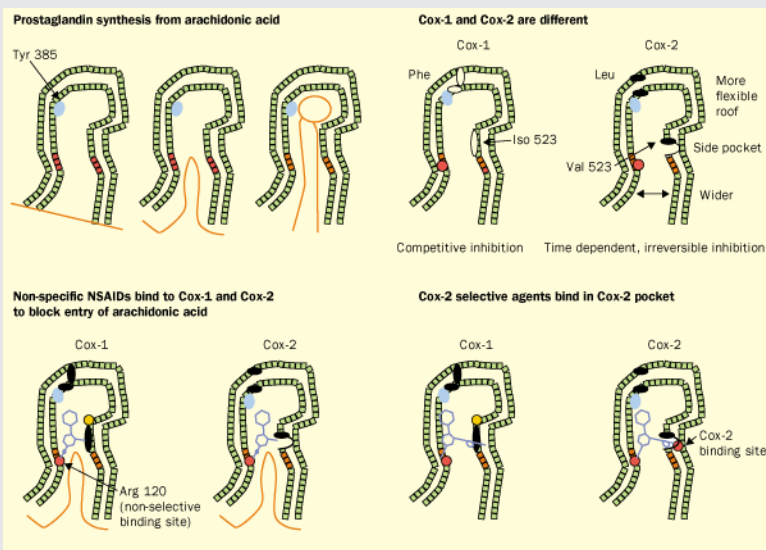 Prostaglandin synthesis from arachidonic acid
Tyr 385
Cox-1 and Cox-2 are different
Cox-1
Cox-2
Phe
Iso 523
Leu
More
flexible
roof
Side pocket
Val 523
Wider
Competitive inhibition
Time dependent, irreversible inhibition
Non-specific NSAIDs bind to Cox-1 and Cox-2
to block entry of arachidonic acid
Cox-1
Cox-2
Arg 120
(non-selective
binding site)
Cox-2 selective agents bind in Cox-2 pocket
Cox-1
Cox-2
Cox-2
binding site